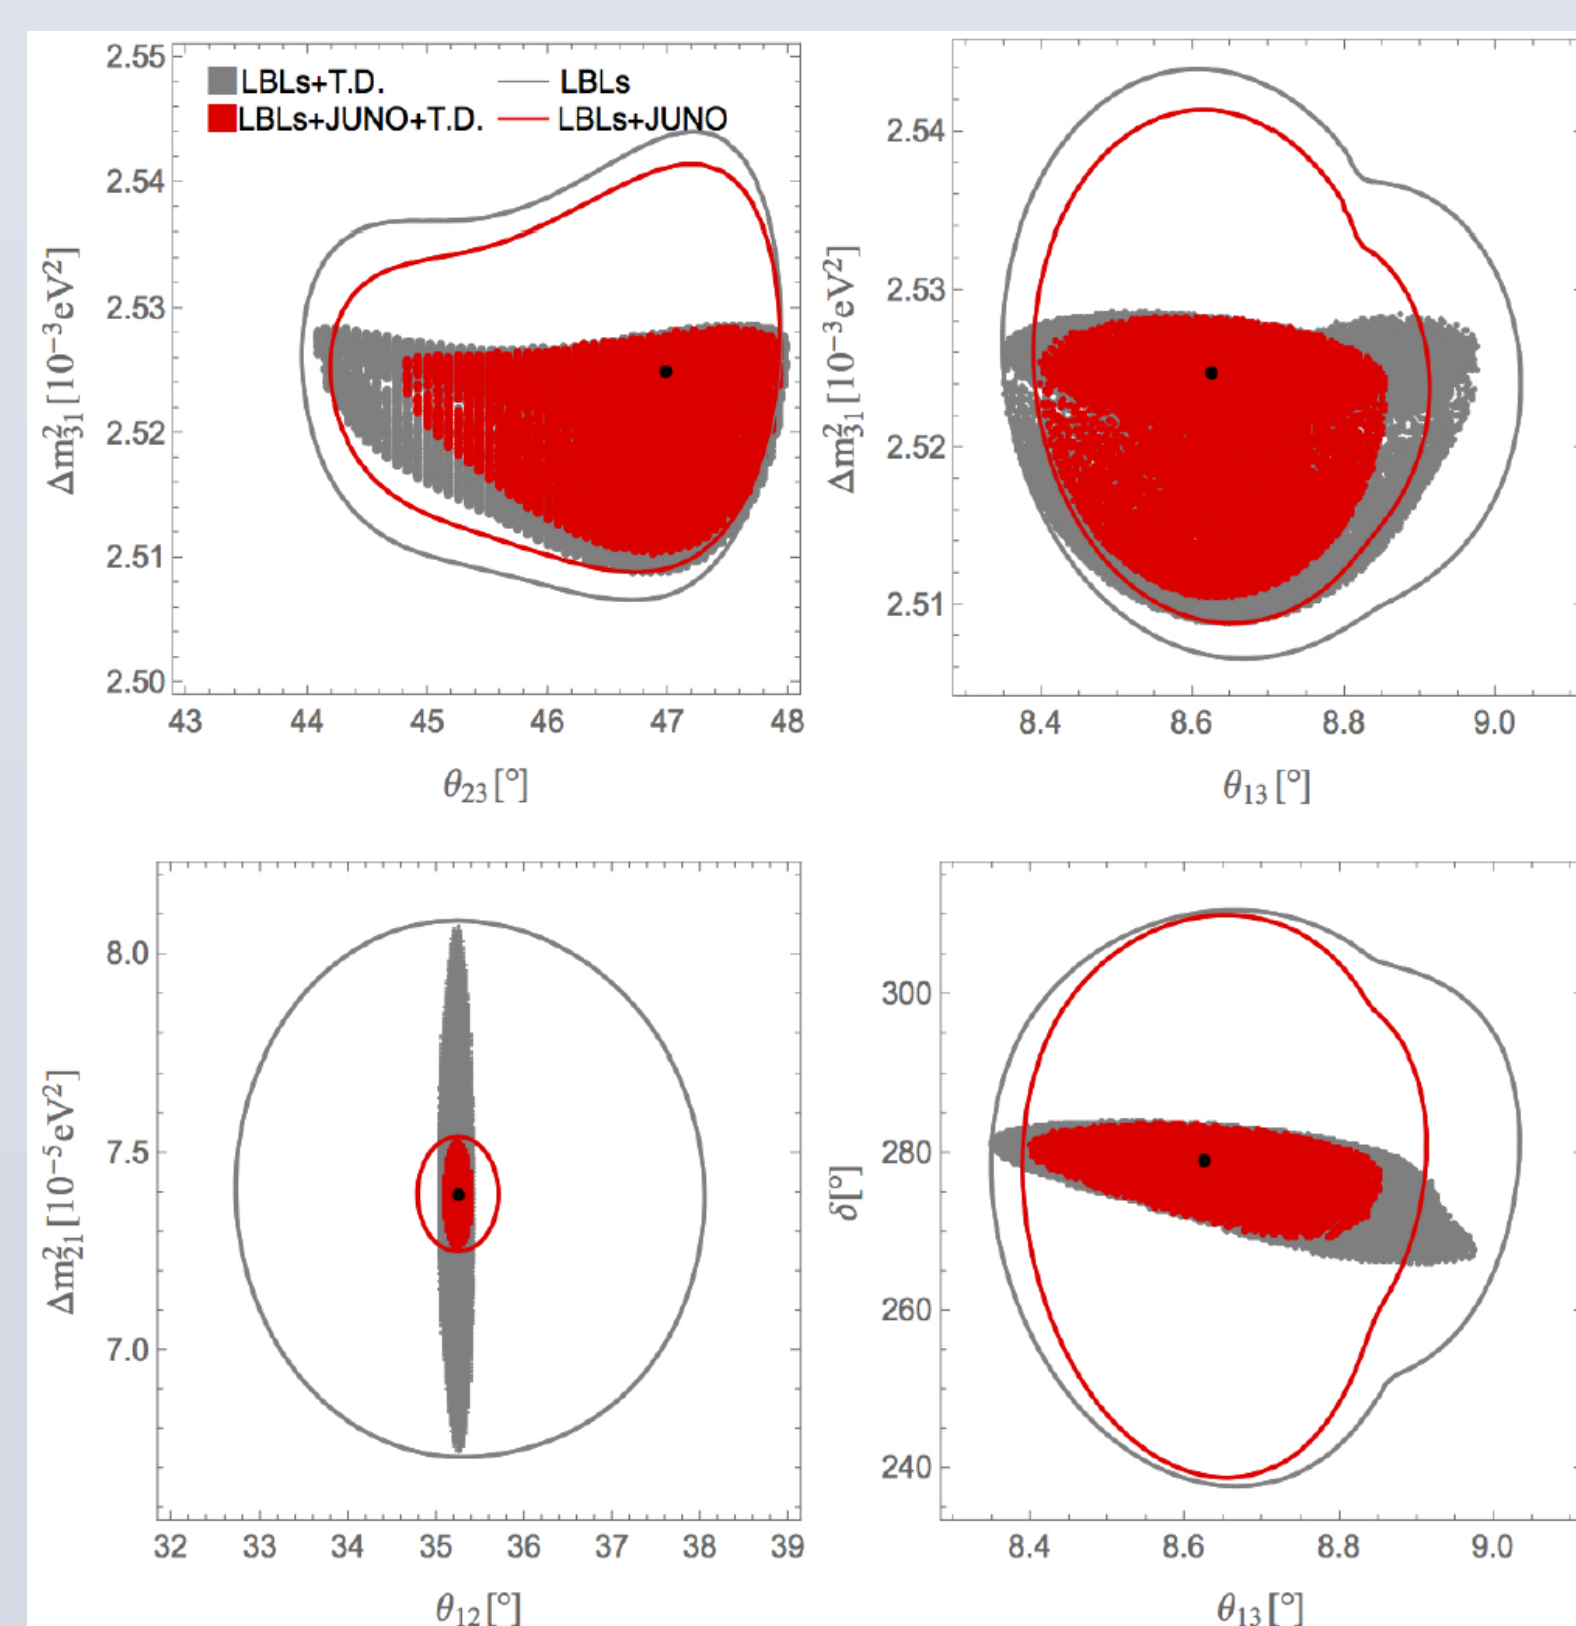 LBLs+T.D.
LBLs
LBLs+JUNO+T.D.
LBLs+JUNO
2.55
2.54
2.53
2.52
2.51
2.50
Δm²₃₁ [10⁻³eV²]
43 44 45 46 47 48
θ₂₃ [°]
2.54
2.53
2.52
2.51
Δm²₃₁ [10⁻³eV²]
8.4 8.6 8.8 9.0
θ₁₃ [°]
8.0
7.5
7.0
Δm²₂₁ [10⁻⁵eV²]
32 33 34 35 36 37 38 39
θ₁₂ [°]
300
280
260
240
δ[°]
8.4 8.6 8.8 9.0
θ₁₃ [°]